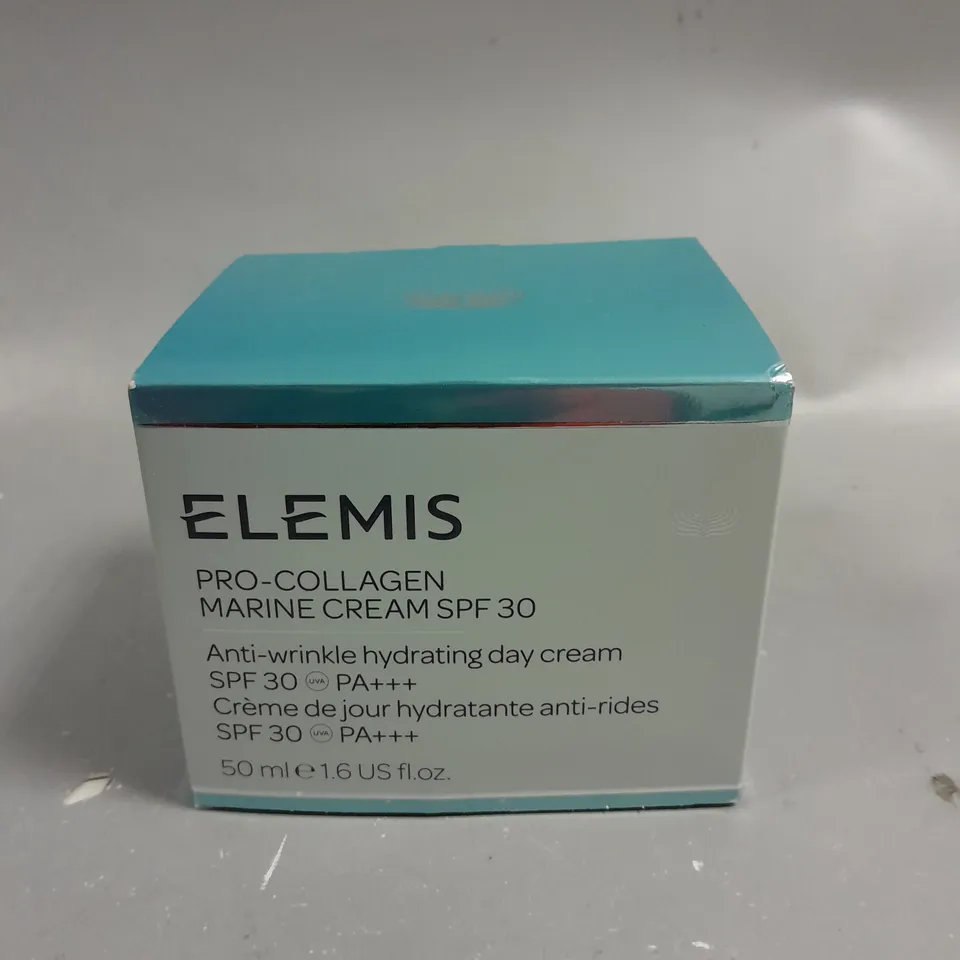 ELEMIS
PRO-COLLAGEN
MARINE CREAM SPF 30
Anti-wrinkle hydrating day cream
SPF 30 UVA PA+++
Crème de jour hydratante anti-rides
SPF 30 UVA PA+++
50 ml ℮ 1.6 US fl.oz.